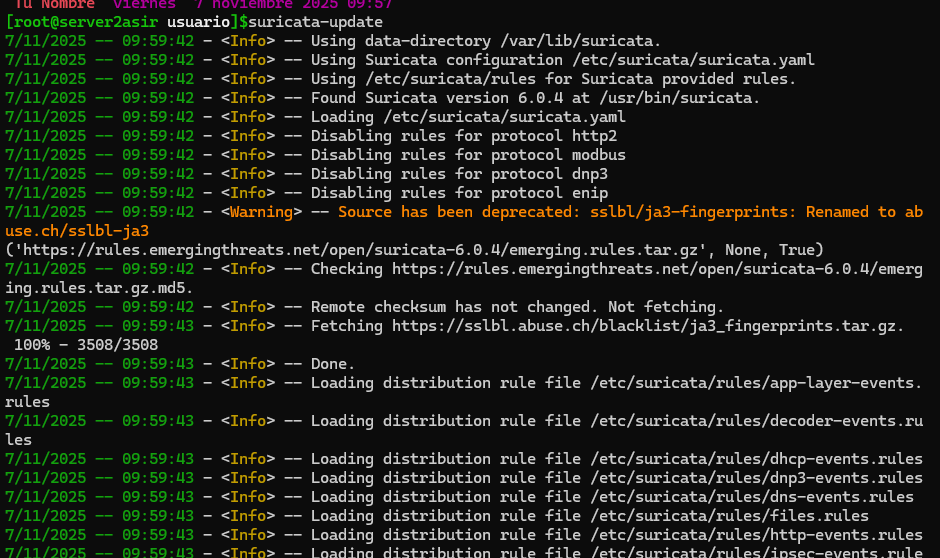 Tu Nombre  viernes  7 noviembre 2025 09:57
[root@server2asir usuario]$suricata-update
7/11/2025 -- 09:59:42 - <Info> -- Using data-directory /var/lib/suricata.
7/11/2025 -- 09:59:42 - <Info> -- Using Suricata configuration /etc/suricata/suricata.yaml
7/11/2025 -- 09:59:42 - <Info> -- Using /etc/suricata/rules for Suricata provided rules.
7/11/2025 -- 09:59:42 - <Info> -- Found Suricata version 6.0.4 at /usr/bin/suricata.
7/11/2025 -- 09:59:42 - <Info> -- Loading /etc/suricata/suricata.yaml
7/11/2025 -- 09:59:42 - <Info> -- Disabling rules for protocol http2
7/11/2025 -- 09:59:42 - <Info> -- Disabling rules for protocol modbus
7/11/2025 -- 09:59:42 - <Info> -- Disabling rules for protocol dnp3
7/11/2025 -- 09:59:42 - <Info> -- Disabling rules for protocol enip
7/11/2025 -- 09:59:42 - <Warning> -- Source has been deprecated: sslbl/ja3-fingerprints: Renamed to ab
use.ch/sslbl-ja3
('https://rules.emergingthreats.net/open/suricata-6.0.4/emerging.rules.tar.gz', None, True)
7/11/2025 -- 09:59:42 - <Info> -- Checking https://rules.emergingthreats.net/open/suricata-6.0.4/emerg
ing.rules.tar.gz.md5.
7/11/2025 -- 09:59:42 - <Info> -- Remote checksum has not changed. Not fetching.
7/11/2025 -- 09:59:43 - <Info> -- Fetching https://sslbl.abuse.ch/blacklist/ja3_fingerprints.tar.gz.
 100% - 3508/3508
7/11/2025 -- 09:59:43 - <Info> -- Done.
7/11/2025 -- 09:59:43 - <Info> -- Loading distribution rule file /etc/suricata/rules/app-layer-events.
rules
7/11/2025 -- 09:59:43 - <Info> -- Loading distribution rule file /etc/suricata/rules/decoder-events.ru
les
7/11/2025 -- 09:59:43 - <Info> -- Loading distribution rule file /etc/suricata/rules/dhcp-events.rules
7/11/2025 -- 09:59:43 - <Info> -- Loading distribution rule file /etc/suricata/rules/dnp3-events.rules
7/11/2025 -- 09:59:43 - <Info> -- Loading distribution rule file /etc/suricata/rules/dns-events.rules
7/11/2025 -- 09:59:43 - <Info> -- Loading distribution rule file /etc/suricata/rules/files.rules
7/11/2025 -- 09:59:43 - <Info> -- Loading distribution rule file /etc/suricata/rules/http-events.rules
7/11/2025 -- 09:59:43 - <Info> -- Loading distribution rule file /etc/suricata/rules/ipsec-events.rule